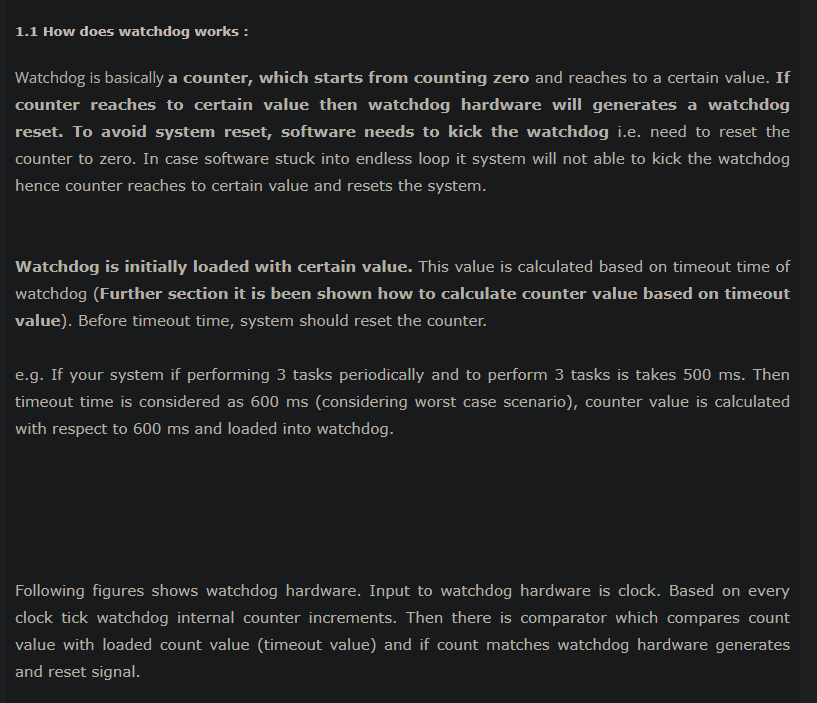 1.1 How does watchdog works :
Watchdog is basically a counter, which starts from counting zero and reaches to a certain value. If
counter reaches to certain value then watchdog hardware will generates a watchdog
reset. To avoid system reset, software needs to kick the watchdog i.e. need to reset the
counter to zero. In case software stuck into endless loop it system will not able to kick the watchdog
hence counter reaches to certain value and resets the system.
Watchdog is initially loaded with certain value. This value is calculated based on timeout time of
watchdog (Further section it is been shown how to calculate counter value based on timeout
value). Before timeout time, system should reset the counter.
e.g. If your system if performing 3 tasks periodically and to perform 3 tasks is takes 500 ms. Then
timeout time is considered as 600 ms (considering worst case scenario), counter value is calculated
with respect to 600 ms and loaded into watchdog.
Following figures shows watchdog hardware. Input to watchdog hardware is clock. Based on every
clock tick watchdog internal counter increments. Then there is comparator which compares count
value with loaded count value (timeout value) and if count matches watchdog hardware generates
and reset signal.